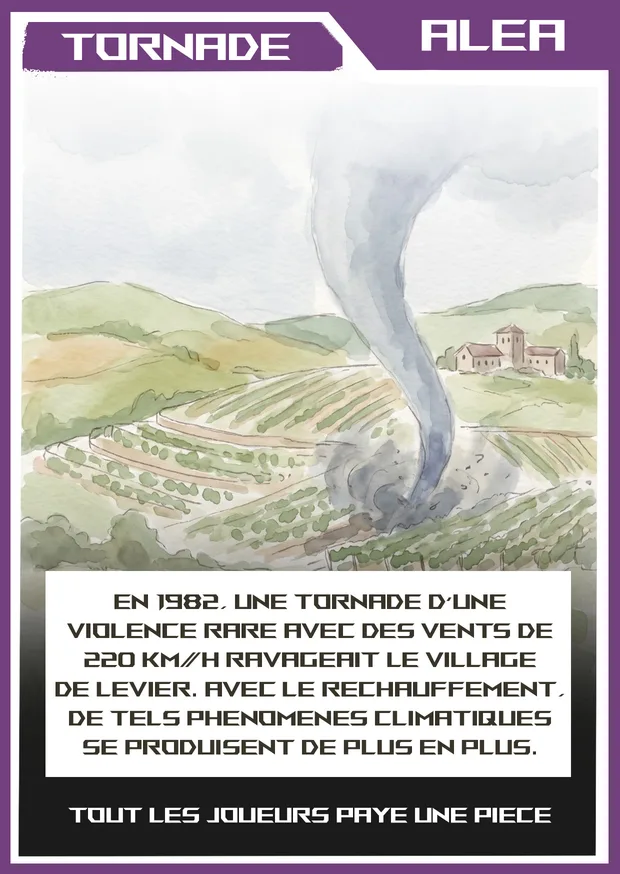 TORNADE
ALEA
EN 1982, UNE TORNADE D'UNE
VIOLENCE RARE AVEC DES VENTS DE
220 KM//H RAVAGEAIT LE VILLAGE
DE LEVIER. AVEC LE RECHAUFFEMENT,
DE TELS PHENOMENES CLIMATIQUES
SE PRODUISENT DE PLUS EN PLUS.
TOUT LES JOUEURS PAYE UNE PIECE